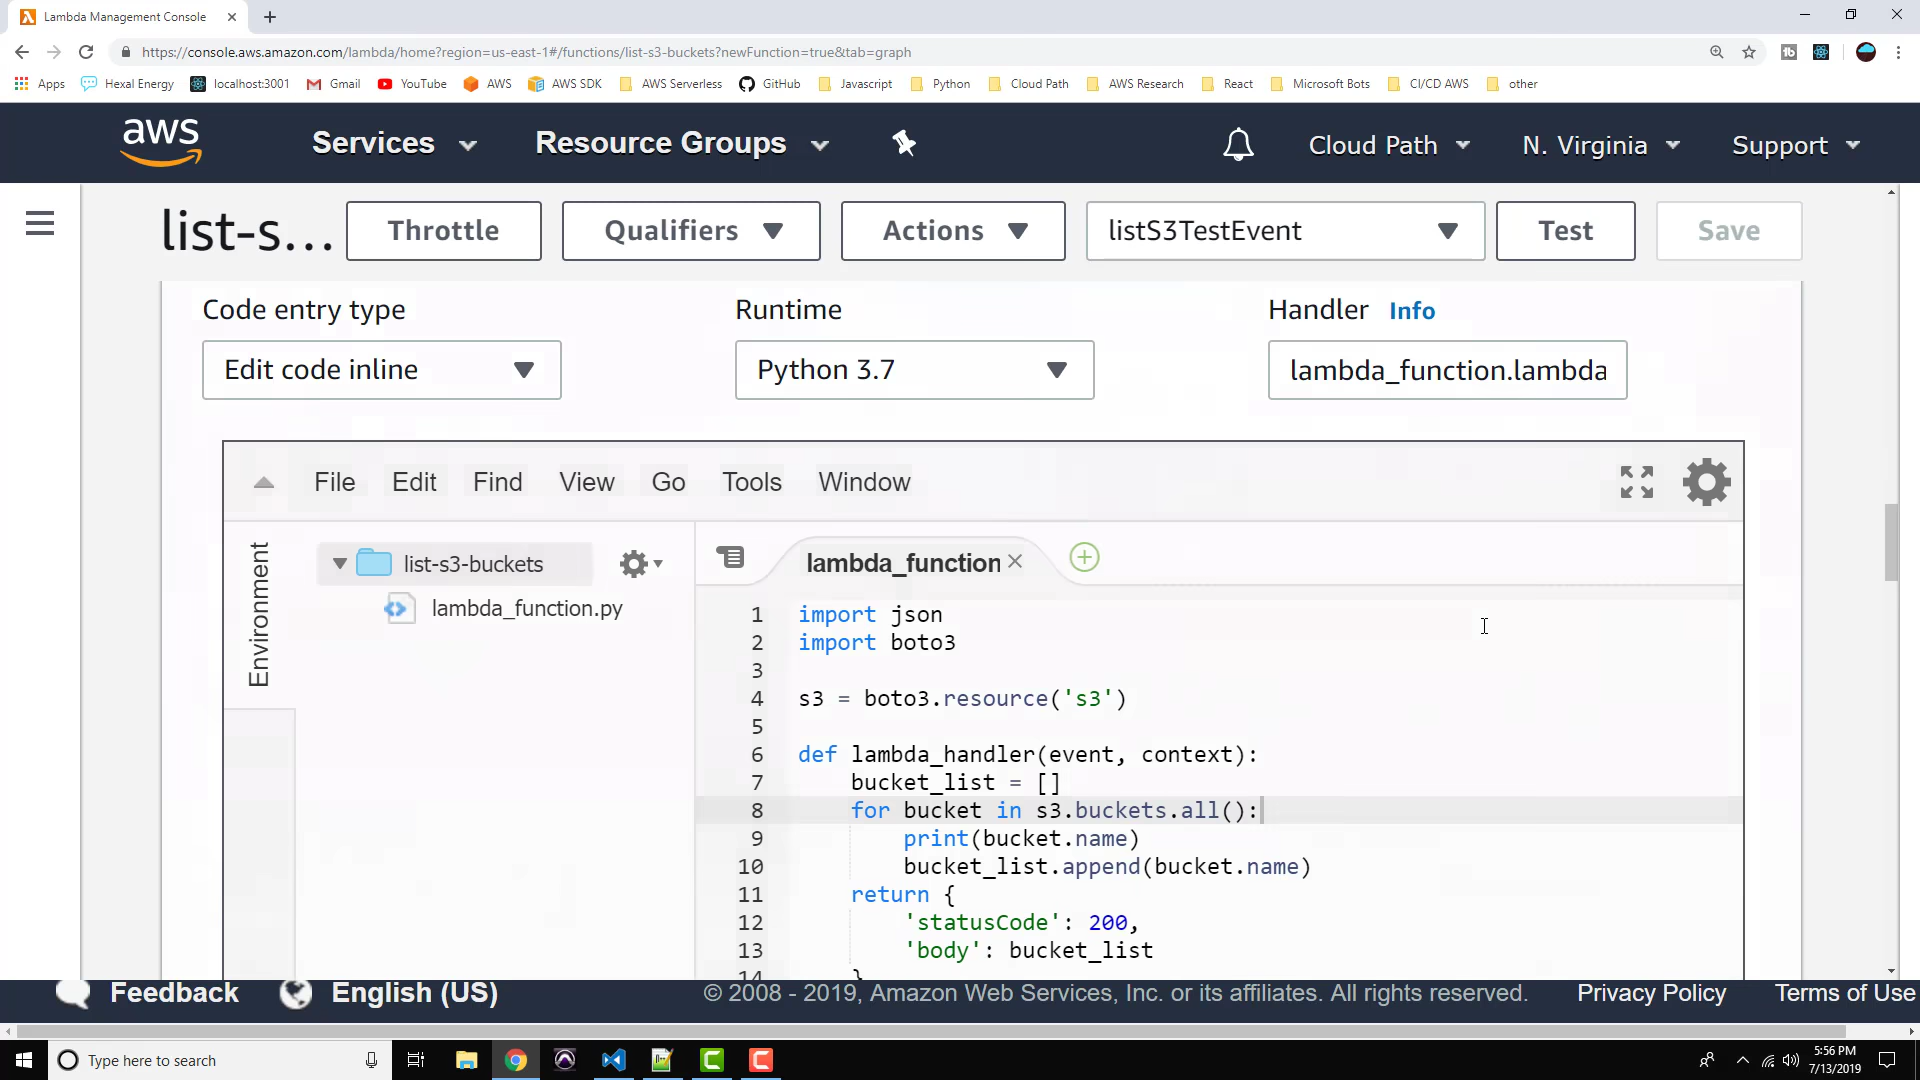 Lambda Management Console
https://console.aws.amazon.com/lambda/home?region=us-east-1#/functions/list-s3-buckets?newFunction=true&tab=graph
Apps Hexal Energy localhost:3001 Gmail YouTube AWS AWS SDK AWS Serverless GitHub Javascript Python Cloud Path AWS Research React Microsoft Bots CI/CD AWS other
aws Services Resource Groups Cloud Path N. Virginia Support
list-s... Throttle Qualifiers Actions listS3TestEvent Test Save
Code entry type Runtime Handler Info
Edit code inline Python 3.7 lambda_function.lambda
File Edit Find View Go Tools Window
Environment
list-s3-buckets
lambda_function.py
lambda_function
1 import json
2 import boto3
3
4 s3 = boto3.resource('s3')
5
6 def lambda_handler(event, context):
7 bucket_list = []
8 for bucket in s3.buckets.all():
9 print(bucket.name)
10 bucket_list.append(bucket.name)
11 return {
12 'statusCode': 200,
13 'body': bucket_list
14 }
Feedback English (US) © 2008 - 2019, Amazon Web Services, Inc. or its affiliates. All rights reserved. Privacy Policy Terms of Use
Type here to search
5:56 PM
7/13/2019